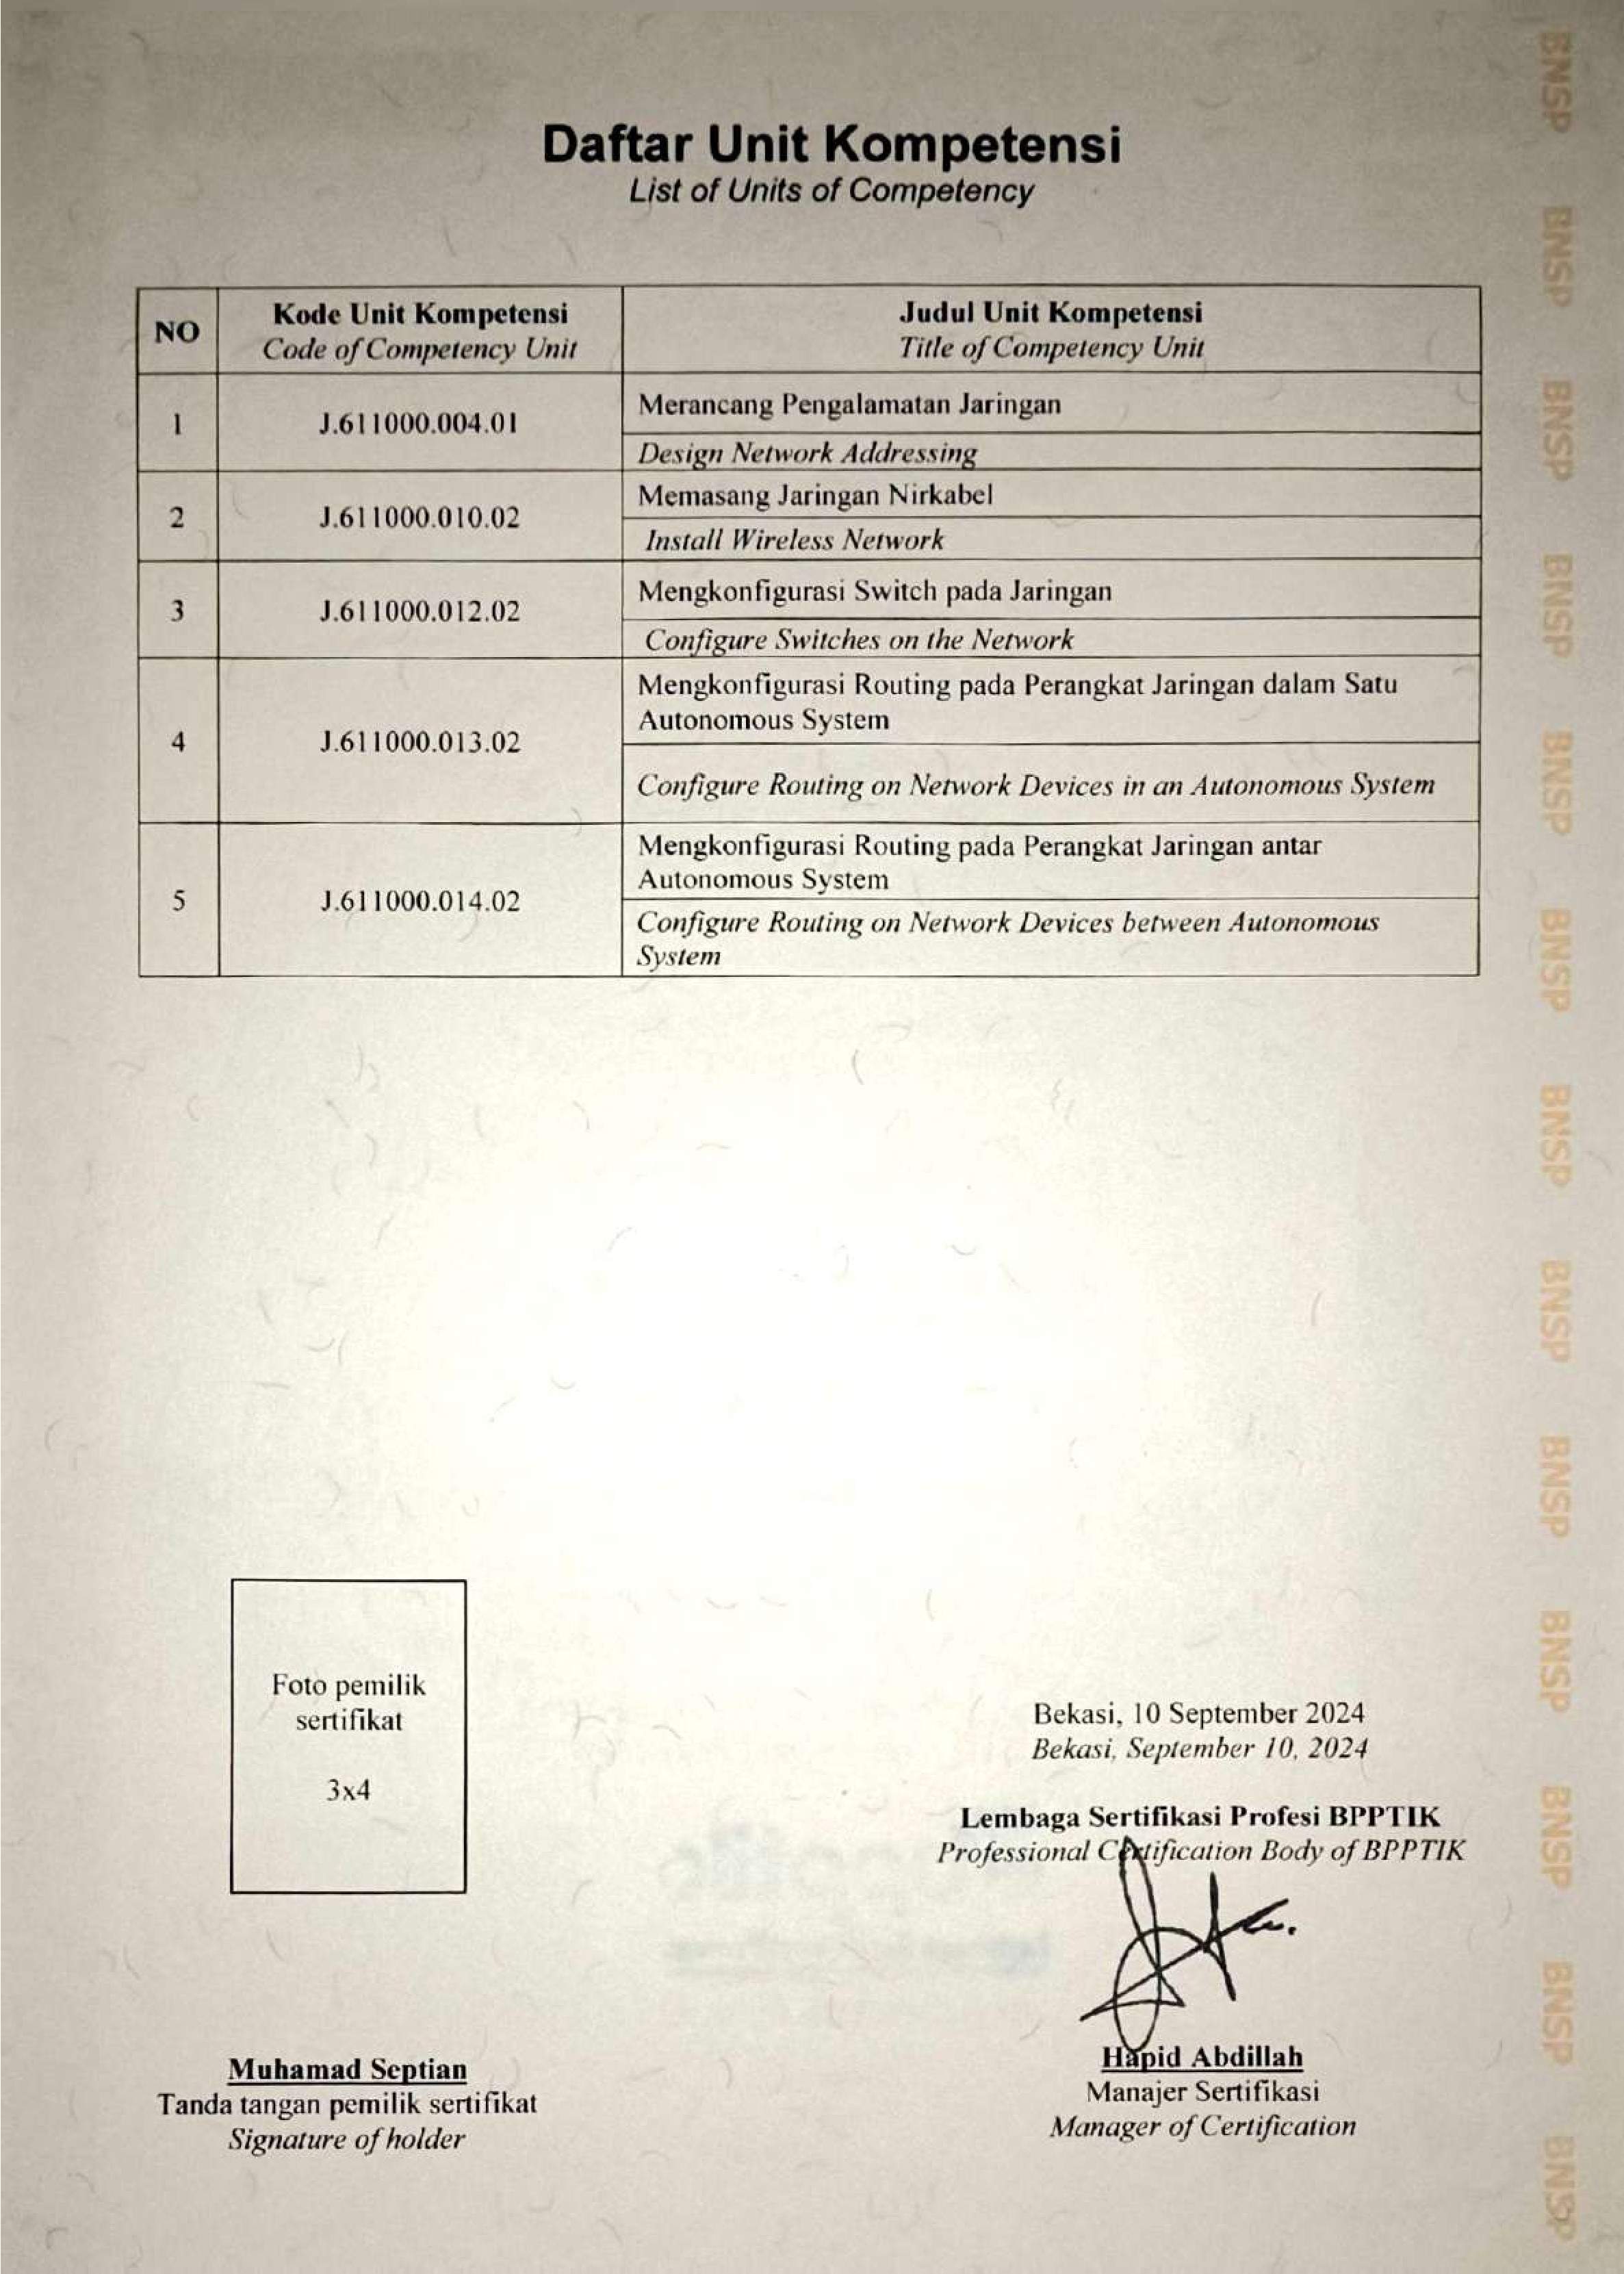 Daftar Unit Kompetensi
List of Units of Competency
NO
Kode Unit Kompetensi
Code of Competency Unit
Judul Unit Kompetensi
Title of Competency Unit
1
J.611000.004.01
Merancang Pengalamatan Jaringan
Design Network Addressing
2
J.611000.010.02
Memasang Jaringan Nirkabel
Install Wireless Network
3
J.611000.012.02
Mengkonfigurasi Switch pada Jaringan
Configure Switches on the Network
4
J.611000.013.02
Mengkonfigurasi Routing pada Perangkat Jaringan dalam Satu
Autonomous System
Configure Routing on Network Devices in an Autonomous System
5
J.611000.014.02
Mengkonfigurasi Routing pada Perangkat Jaringan antar
Autonomous System
Configure Routing on Network Devices between Autonomous
System
Foto pemilik
sertifikat
3x4
Muhamad Septian
Tanda tangan pemilik sertifikat
Signature of holder
Bekasi, 10 September 2024
Bekasi, September 10, 2024
Lembaga Sertifikasi Profesi BPPTIK
Professional Certification Body of BPPTIK
Hapid Abdillah
Manajer Sertifikasi
Manager of Certification
BNSP
BNSP
BNSP
BNSP
BNSP
BNSP
BNSP
BNSP
BNSP
BNSP
BNSP
BNSP
BNSP